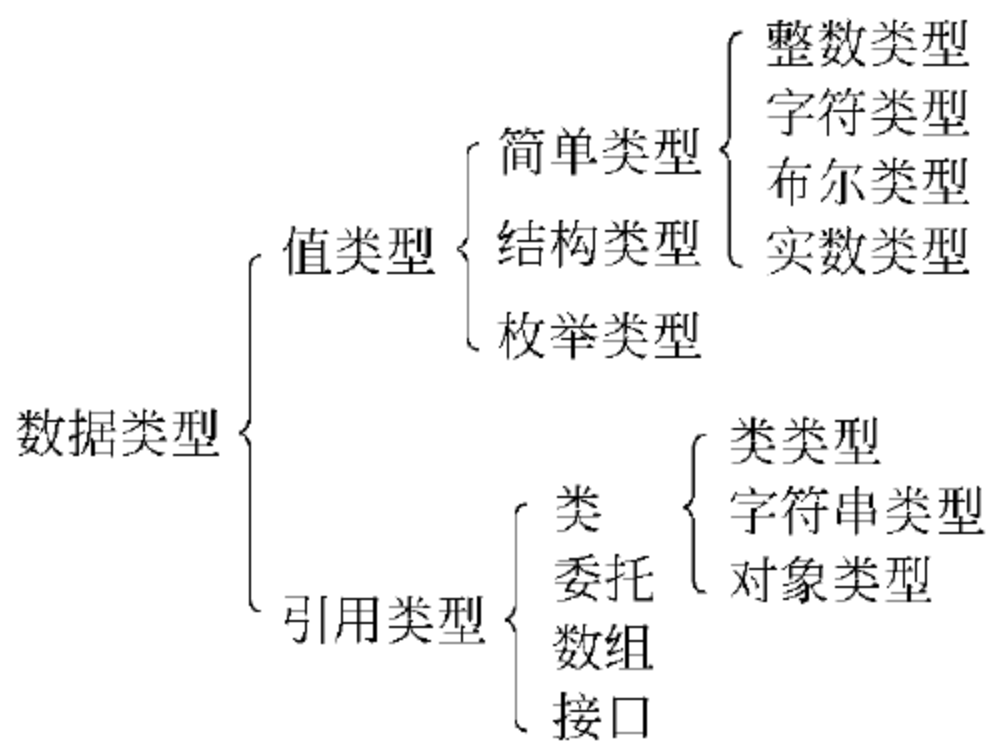 数据类型
值类型
简单类型
整数类型
字符类型
布尔类型
实数类型
结构类型
枚举类型
引用类型
类
类类型
字符串类型
对象类型
委托
数组
接口